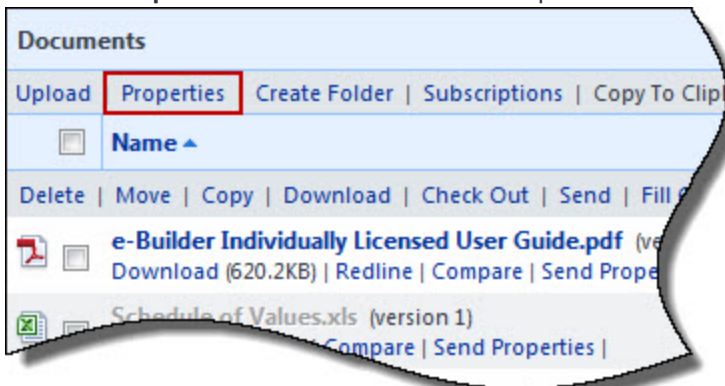 Documents
Upload Properties Create Folder | Subscriptions | Copy To
Name
Delete | Move | Copy | Download | Check Out | Send | Fill
e-Builder Individually Licensed User Guide.pdf
Download (620.2KB) | Redline | Compare | Send
Schedule of Values.xls (version 1)
Compare | Send Properties |